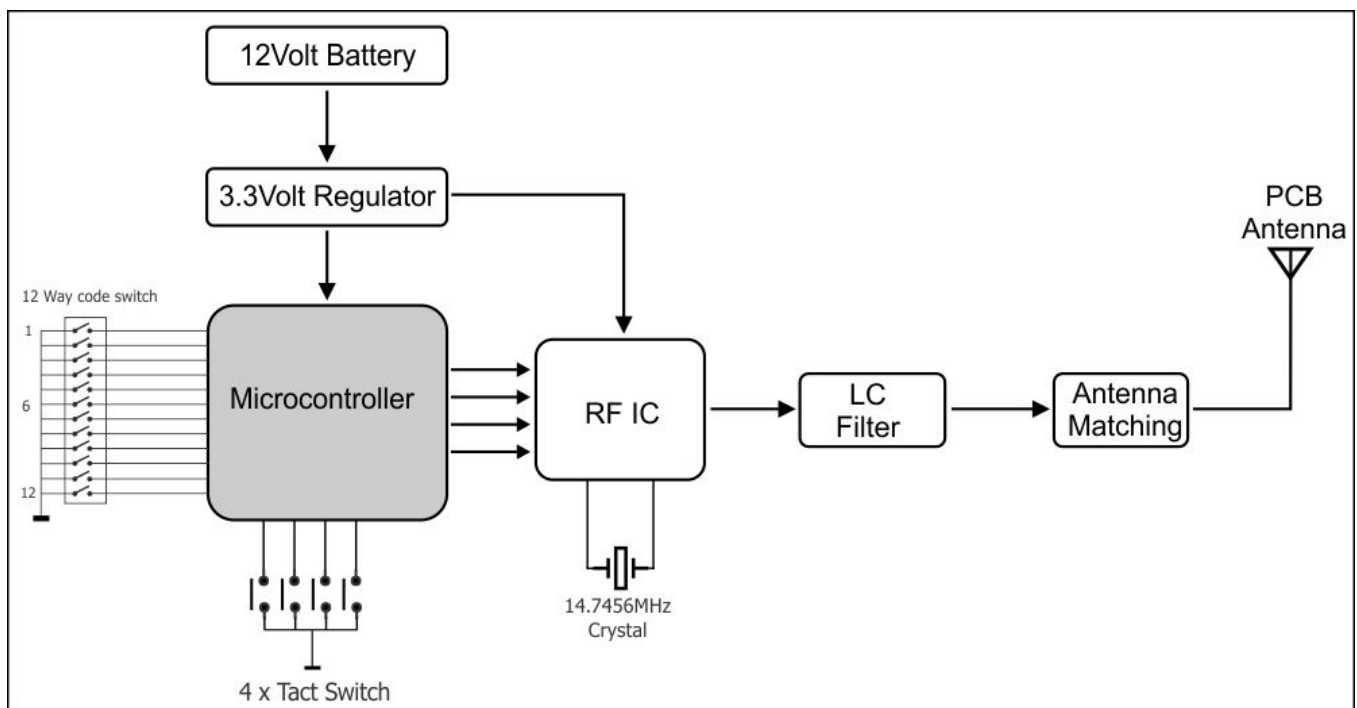 12Volt Battery
3.3Volt Regulator
PCB
Antenna
12 Way code switch
1
6
12
Microcontroller
RF IC
LC
Filter
Antenna
Matching
14.7456MHz
Crystal
4 x Tact Switch